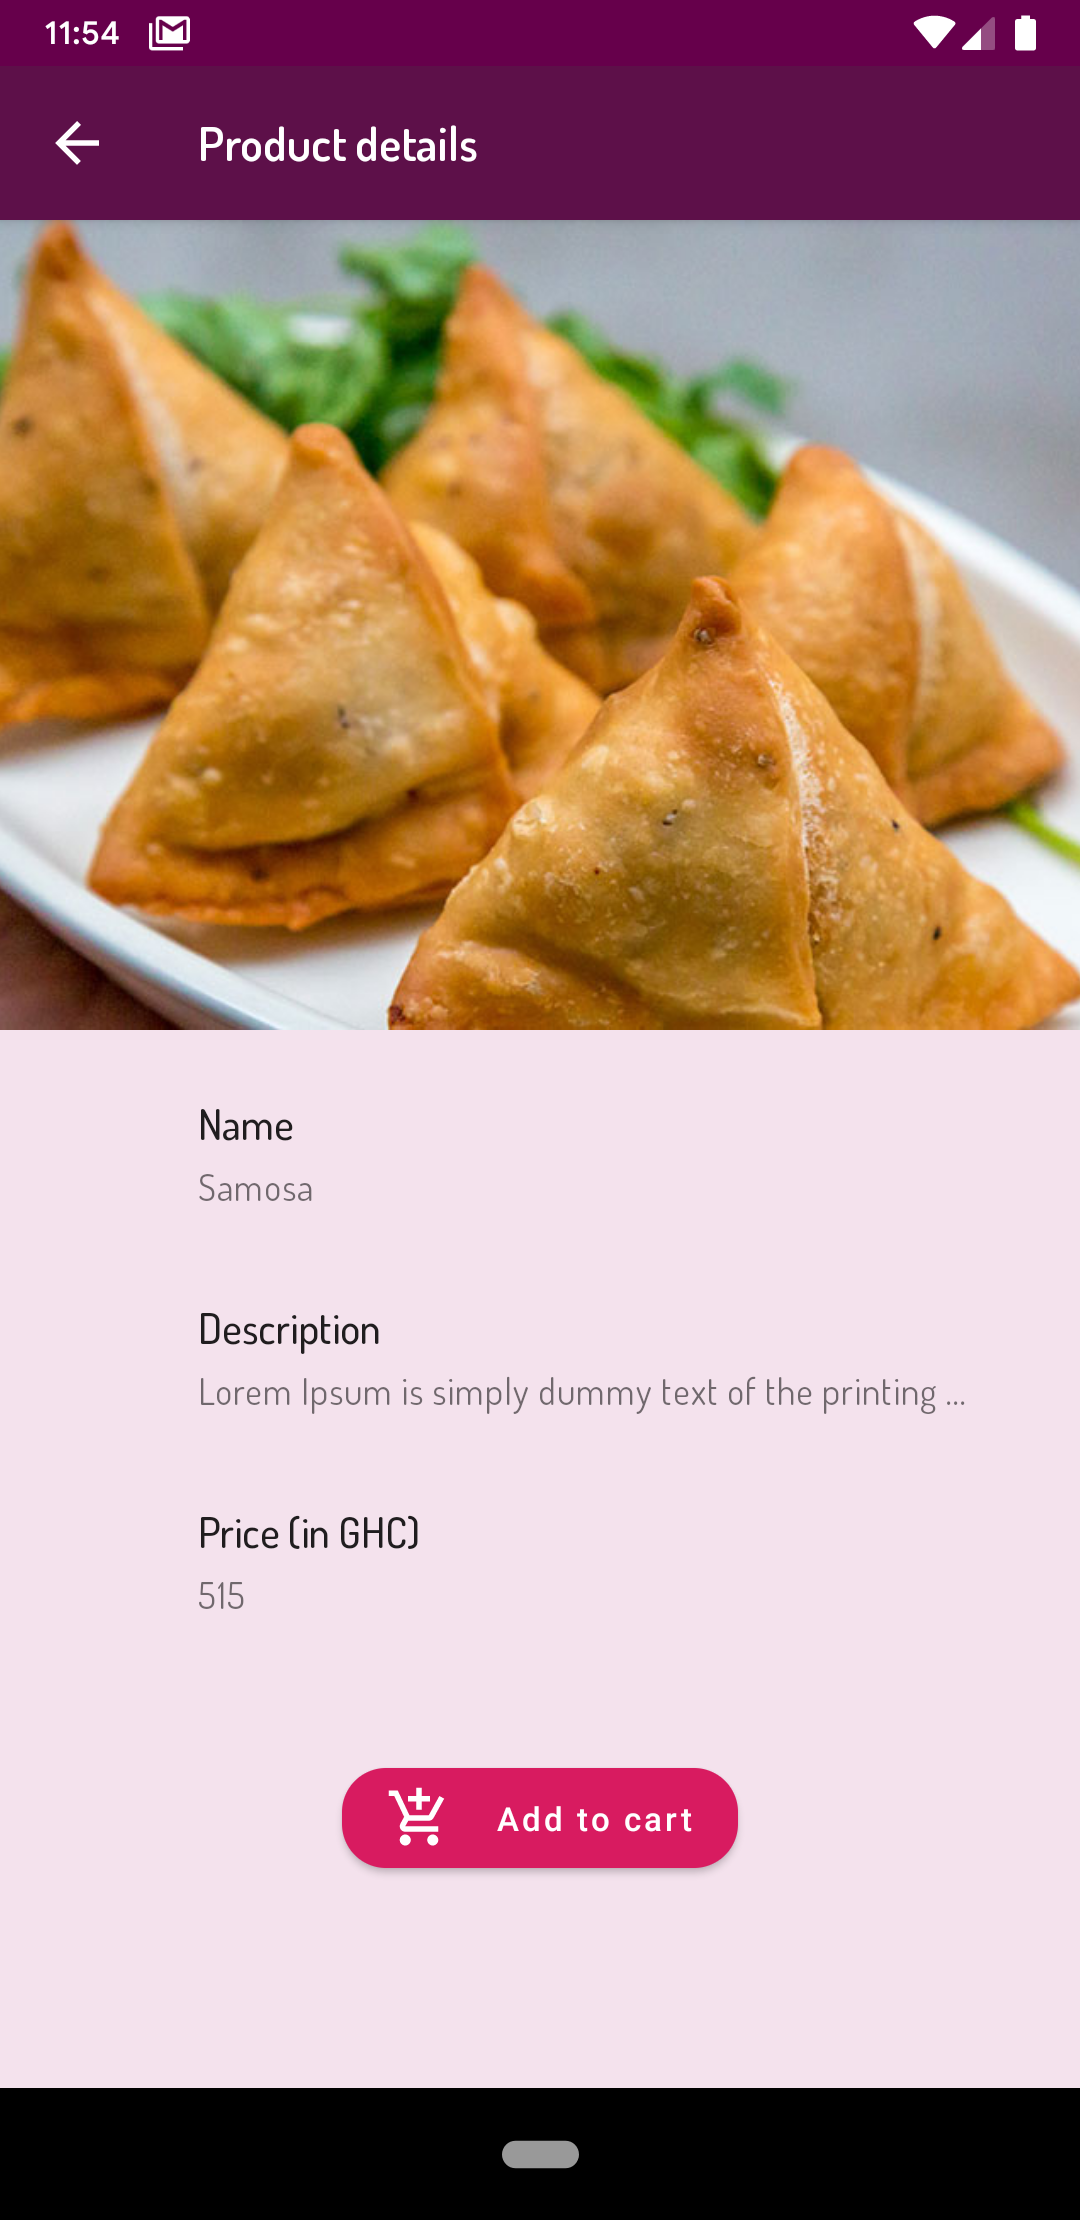 11:54
Product details
Name
Samosa
Description
Lorem Ipsum is simply dummy text of the printing ...
Price (in GHC)
515
Add to cart